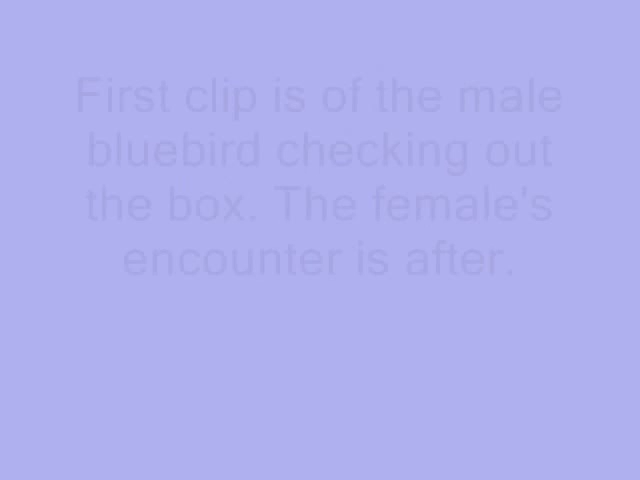 First clip is of the male
bluebird checking out
the box. The female's
encounter is after.